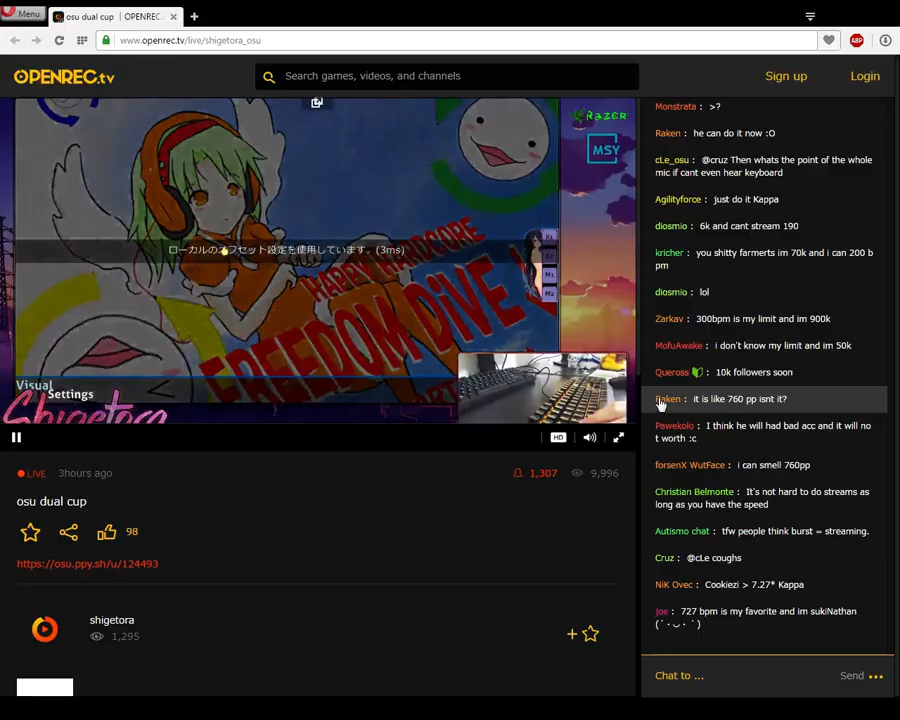 Menu
osu dual cup | OPENREC.
www.openrec.tv/live/shigetora_osu
ABP
OPENREC.tv
Search games, videos, and channels
Sign up
Login
RAZER
MSY
ローカルのオフセット設定を使用しています。(3ms)
HAPPY HARDCORE
FREEDOM DiVE
K1
K2
M1
M2
Visual
Settings
Shigetora
HD
LIVE
3hours ago
1,307
9,996
osu dual cup
98
https://osu.ppy.sh/u/124493
shigetora
1,295
Monstrata : >?
Raken : he can do it now :O
cLe_osu : @cruz Then whats the point of the whole
mic if cant even hear keyboard
Agilityforce : just do it Kappa
diosmio : 6k and cant stream 190
kricher : you shitty farmerts im 70k and i can 200 b
pm
diosmio : lol
Zarkav : 300bpm is my limit and im 900k
MofuAwake : i don't know my limit and im 50k
Queross : 10k followers soon
Raken : it is like 760 pp isnt it?
Pawekolo : I think he will had bad acc and it will no
t worth :c
forsenX WutFace : i can smell 760pp
Christian Belmonte : It's not hard to do streams as
long as you have the speed
Autismo chat : tfw people think burst = streaming.
Cruz : @cLe coughs
NiK Ovec : Cookiezi > 7.27* Kappa
Joe : 727 bpm is my favorite and im sukiNathan
(´・◡・｀)
Chat to ...
Send